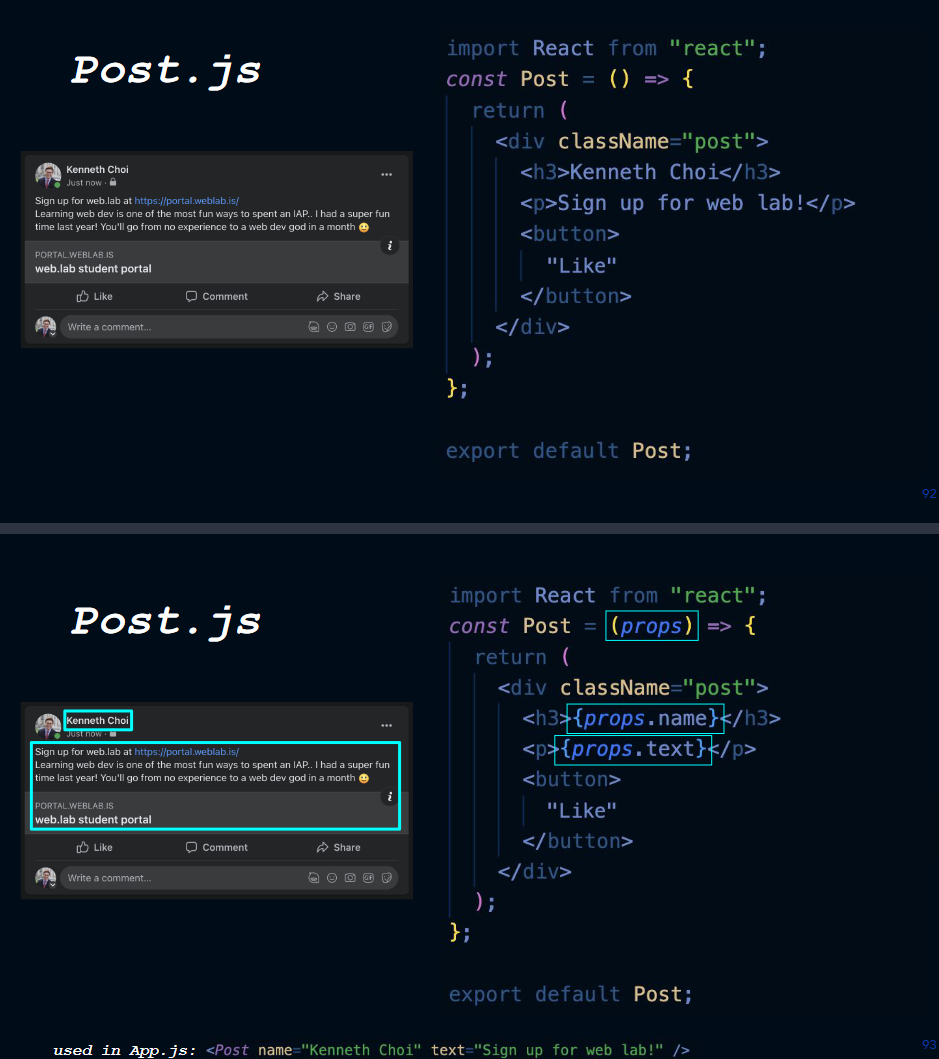 Post.js
Kenneth Choi
Just now ·
Sign up for web.lab at https://portal.weblab.is/
Learning web dev is one of the most fun ways to spent an IAP.. I had a super fun
time last year! You'll go from no experience to a web dev god in a month
PORTAL.WEBLAB.IS
web.lab student portal
Like Comment Share
Write a comment...
import React from "react";
const Post = () => {
return (
<div className="post">
<h3>Kenneth Choi</h3>
<p>Sign up for web lab!</p>
<button>
"Like"
</button>
</div>
);
};
export default Post;
92
Post.js
Kenneth Choi
Just now ·
Sign up for web.lab at https://portal.weblab.is/
Learning web dev is one of the most fun ways to spent an IAP.. I had a super fun
time last year! You'll go from no experience to a web dev god in a month
PORTAL.WEBLAB.IS
web.lab student portal
Like Comment Share
Write a comment...
import React from "react";
const Post = (props) => {
return (
<div className="post">
<h3>{props.name}</h3>
<p>{props.text}</p>
<button>
"Like"
</button>
</div>
);
};
export default Post;
used in App.js: <Post name="Kenneth Choi" text="Sign up for web lab!" />
93